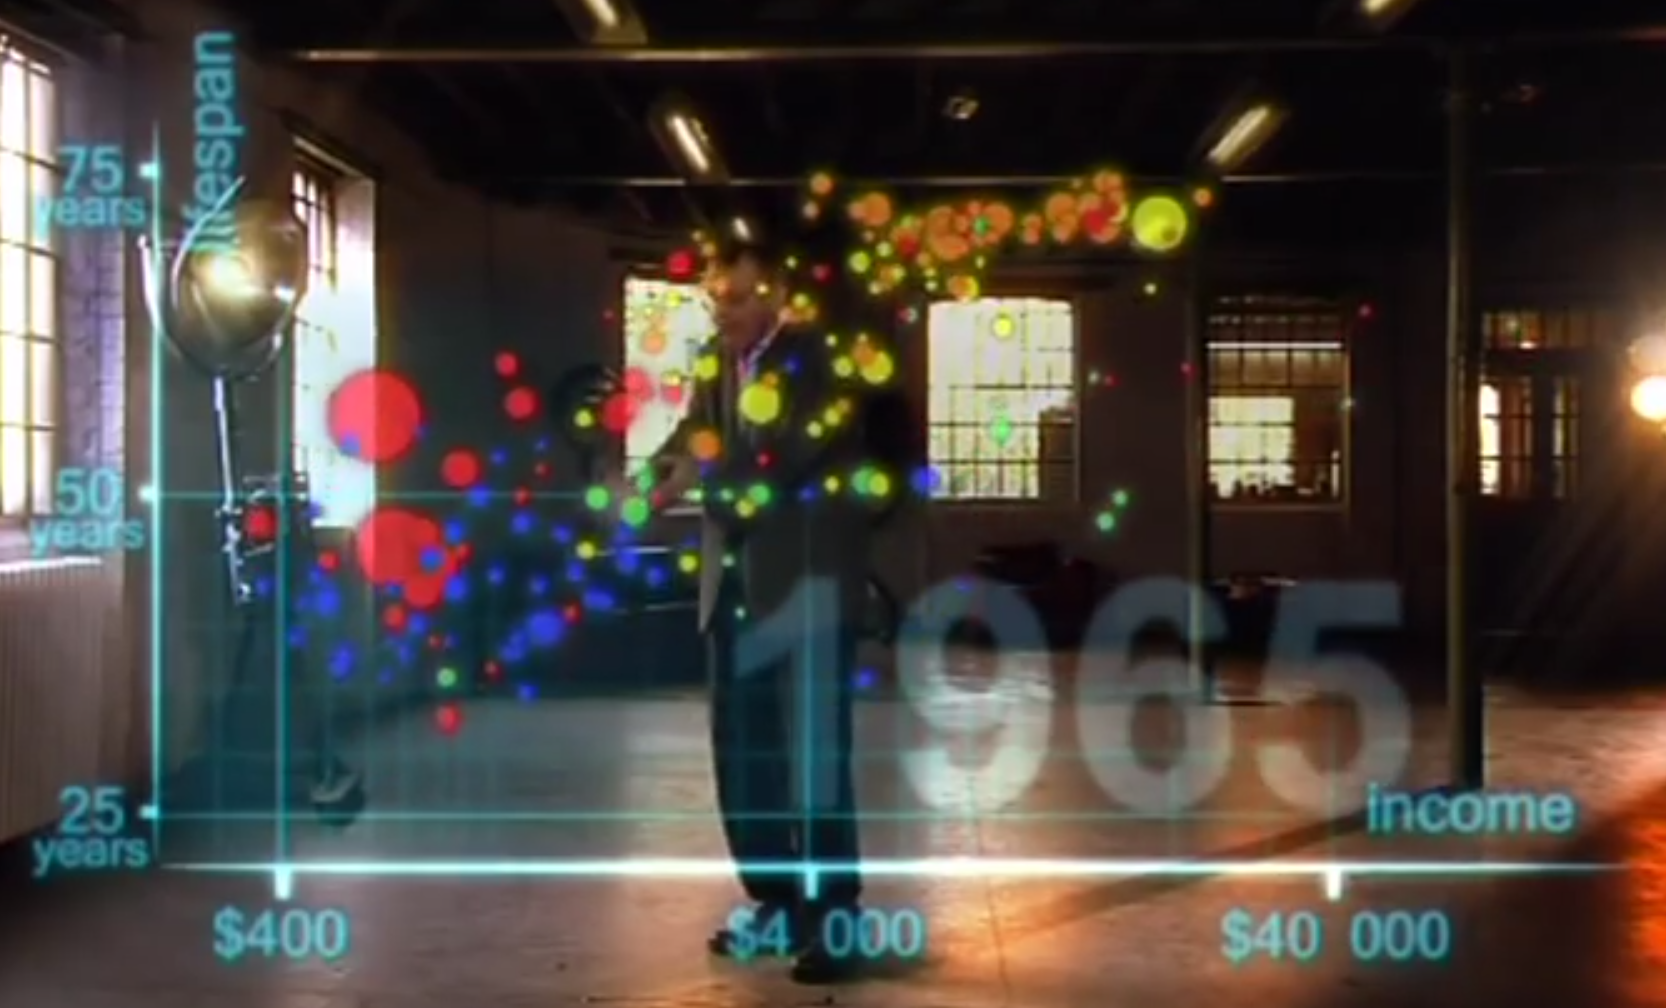 lifespan
75
years
50
years
25
years
1965
income
$400
$4 000
$40 000